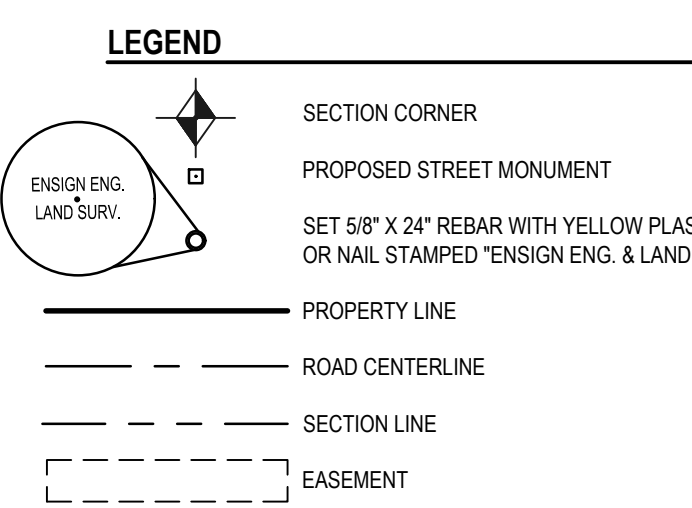 LEGEND
SECTION CORNER
PROPOSED STREET MONUMENT
ENSIGN ENG.
LAND SURV.
SET 5/8" X 24" REBAR WITH YELLOW PLAS
OR NAIL STAMPED "ENSIGN ENG. & LAND
PROPERTY LINE
ROAD CENTERLINE
SECTION LINE
EASEMENT